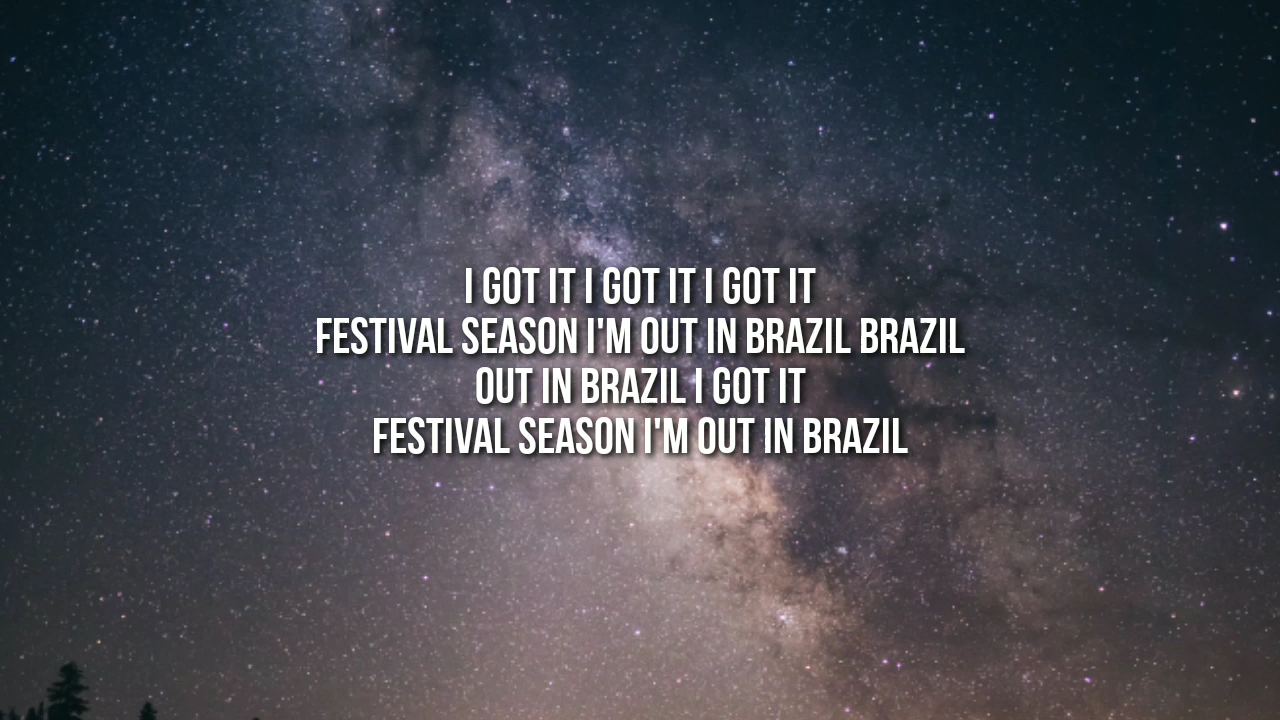 I GOT IT I GOT IT I GOT IT
FESTIVAL SEASON I'M OUT IN BRAZIL BRAZIL
OUT IN BRAZIL I GOT IT
FESTIVAL SEASON I'M OUT IN BRAZIL